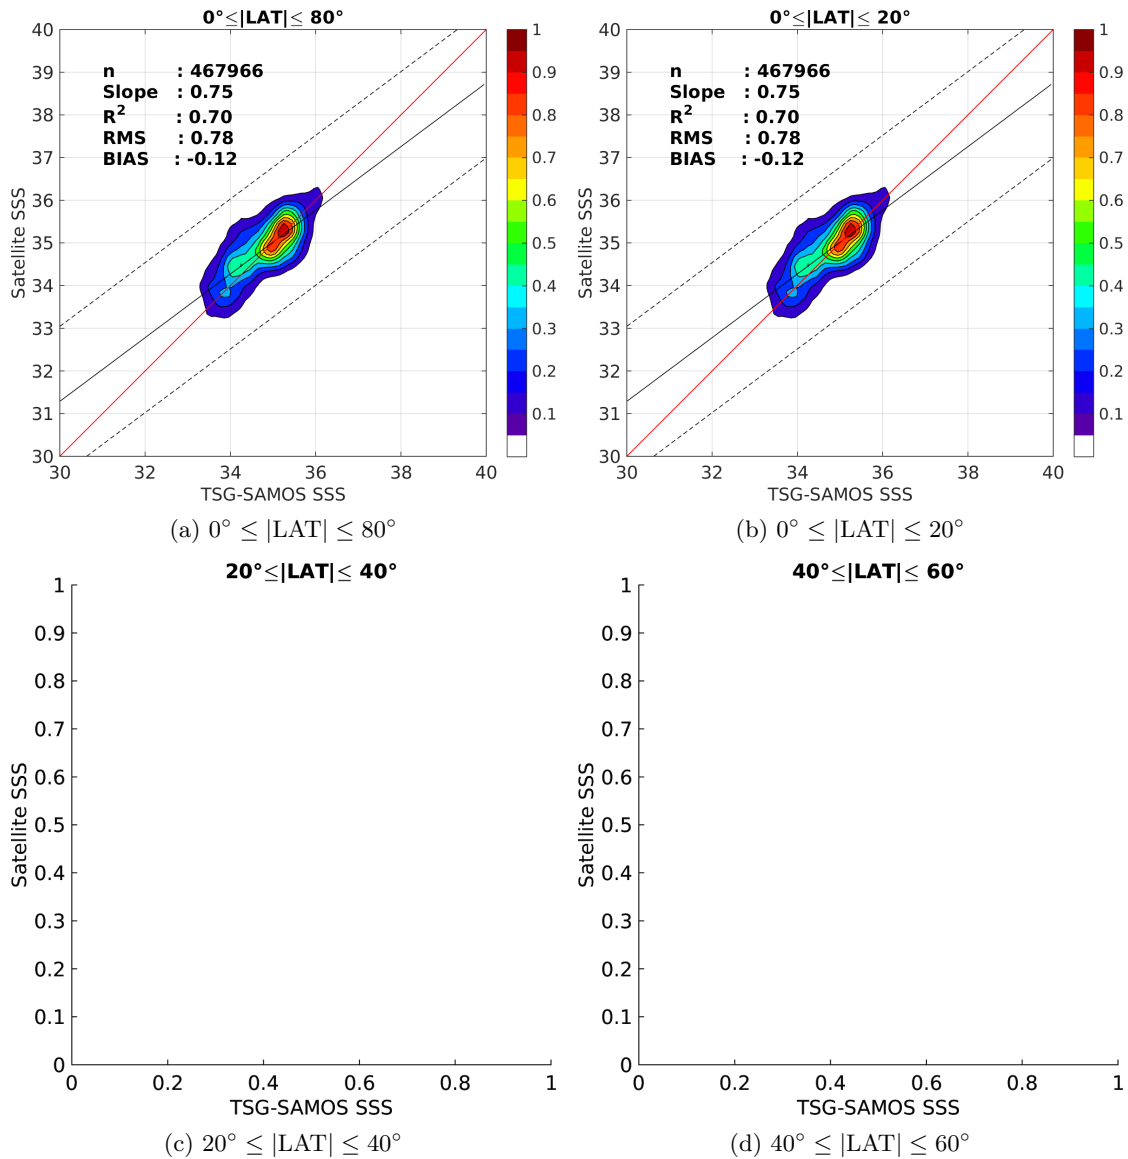 0°≤|LAT|≤ 80°
40
39
38
37
36
35
34
33
32
31
30
n : 467966
Slope : 0.75
R² : 0.70
RMS : 0.78
BIAS : -0.12
30 32 34 36 38 40
TSG-SAMOS SSS
Satellite SSS
1
0.9
0.8
0.7
0.6
0.5
0.4
0.3
0.2
0.1
(a) 0° ≤ |LAT| ≤ 80°
0°≤|LAT|≤ 20°
40
39
38
37
36
35
34
33
32
31
30
n : 467966
Slope : 0.75
R² : 0.70
RMS : 0.78
BIAS : -0.12
30 32 34 36 38 40
TSG-SAMOS SSS
Satellite SSS
1
0.9
0.8
0.7
0.6
0.5
0.4
0.3
0.2
0.1
(b) 0° ≤ |LAT| ≤ 20°
20°≤|LAT|≤ 40°
1
0.9
0.8
0.7
0.6
0.5
0.4
0.3
0.2
0.1
0
0 0.2 0.4 0.6 0.8 1
TSG-SAMOS SSS
Satellite SSS
(c) 20° ≤ |LAT| ≤ 40°
40°≤|LAT|≤ 60°
1
0.9
0.8
0.7
0.6
0.5
0.4
0.3
0.2
0.1
0
0 0.2 0.4 0.6 0.8 1
TSG-SAMOS SSS
Satellite SSS
(d) 40° ≤ |LAT| ≤ 60°